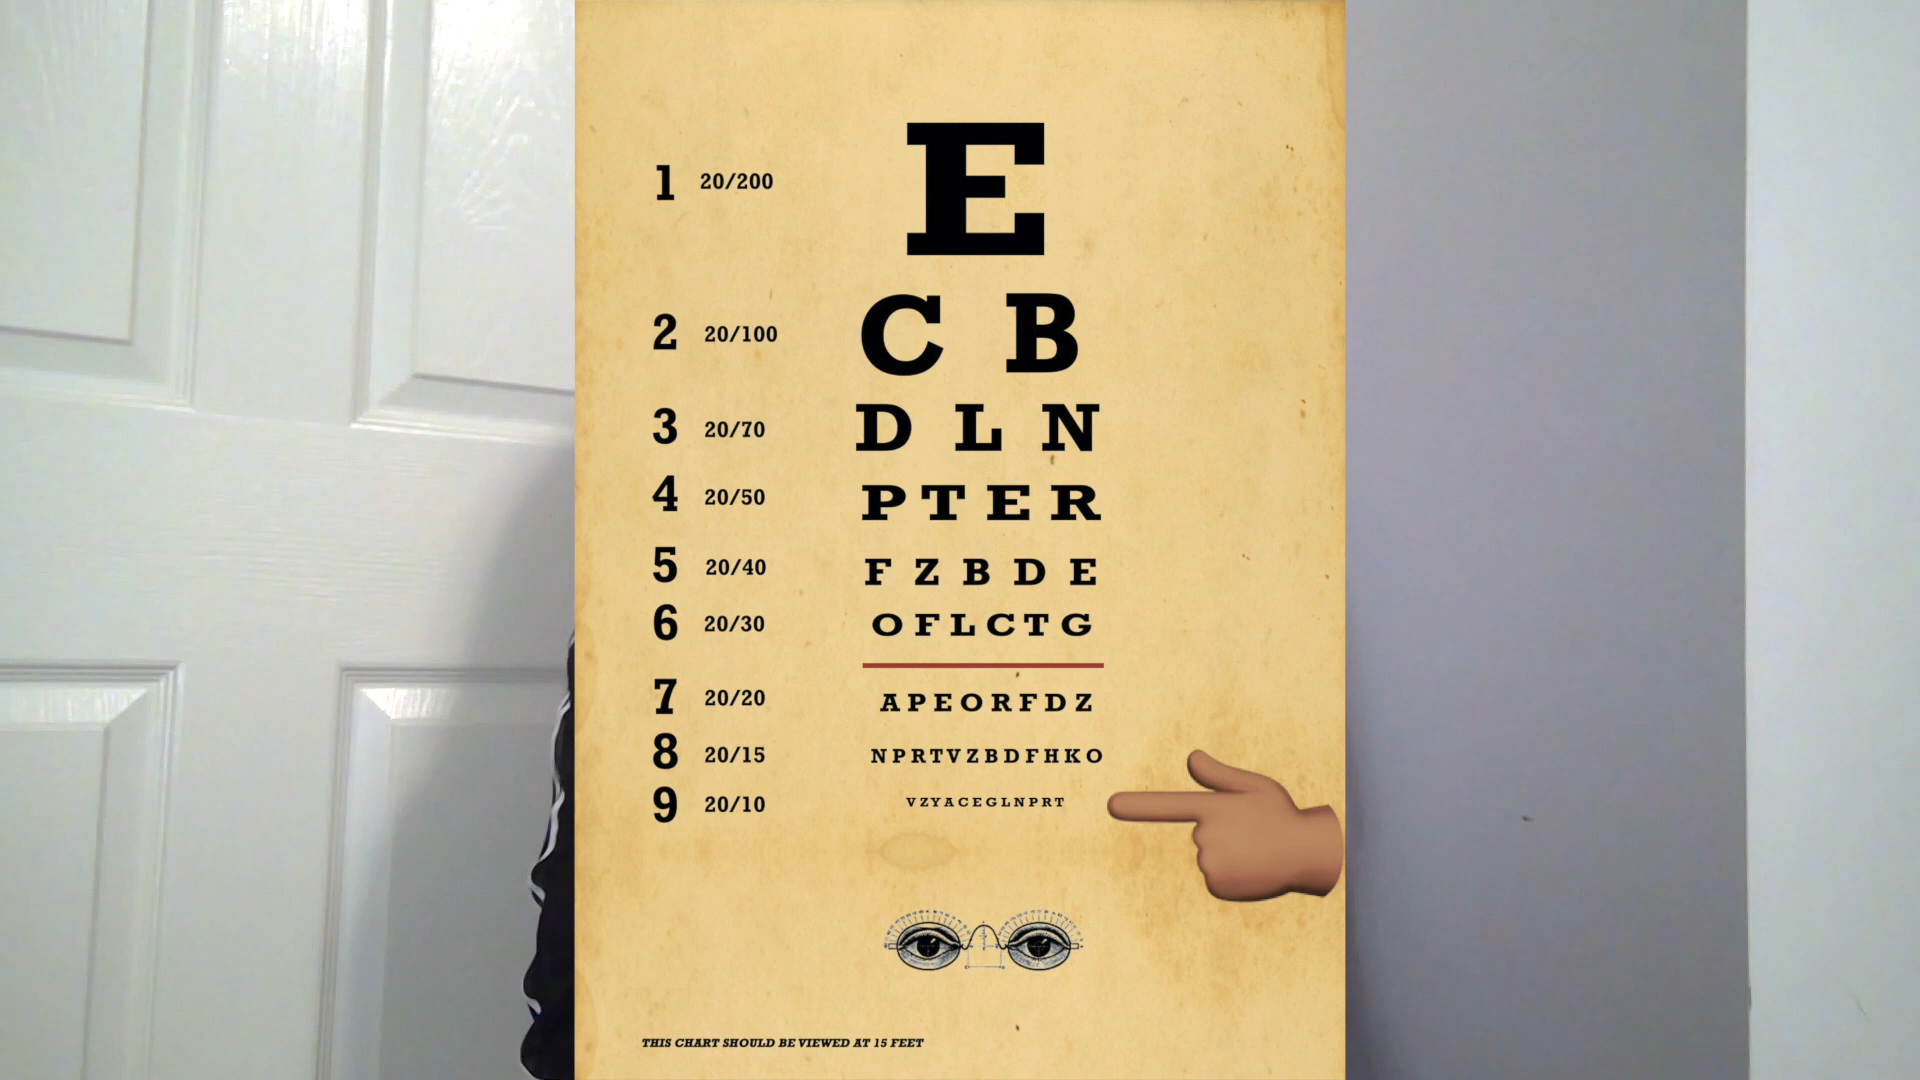 1 20/200 E
2 20/100 C B
3 20/70 D L N
4 20/50 P T E R
5 20/40 F Z B D E
6 20/30 O F L C T G
7 20/20 A P E O R F D Z
8 20/15 N P R T V Z B D F H K O
9 20/10 V Z Y A C E G L N P R T
THIS CHART SHOULD BE VIEWED AT 15 FEET